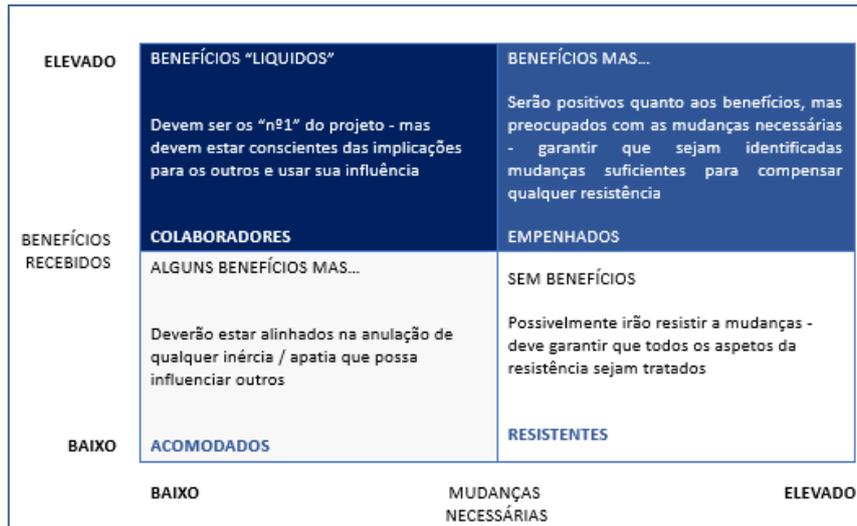 ELEVADO
BENEFÍCIOS “LIQUIDOS”
Devem ser os “nº1” do projeto - mas
devem estar conscientes das implicações
para os outros e usar sua influência
COLABORADORES
BENEFÍCIOS MAS…
Serão positivos quanto aos benefícios, mas
preocupados com as mudanças necessárias
- garantir que sejam identificadas
mudanças suficientes para compensar
qualquer resistência
EMPENHADOS
BENEFÍCIOS
RECEBIDOS
ALGUNS BENEFÍCIOS MAS…
Deverão estar alinhados na anulação de
qualquer inércia / apatia que possa
influenciar outros
ACOMODADOS
SEM BENEFÍCIOS
Possivelmente irão resistir a mudanças -
deve garantir que todos os aspetos da
resistência sejam tratados
RESISTENTES
BAIXO
BAIXO
MUDANÇAS
NECESSÁRIAS
ELEVADO